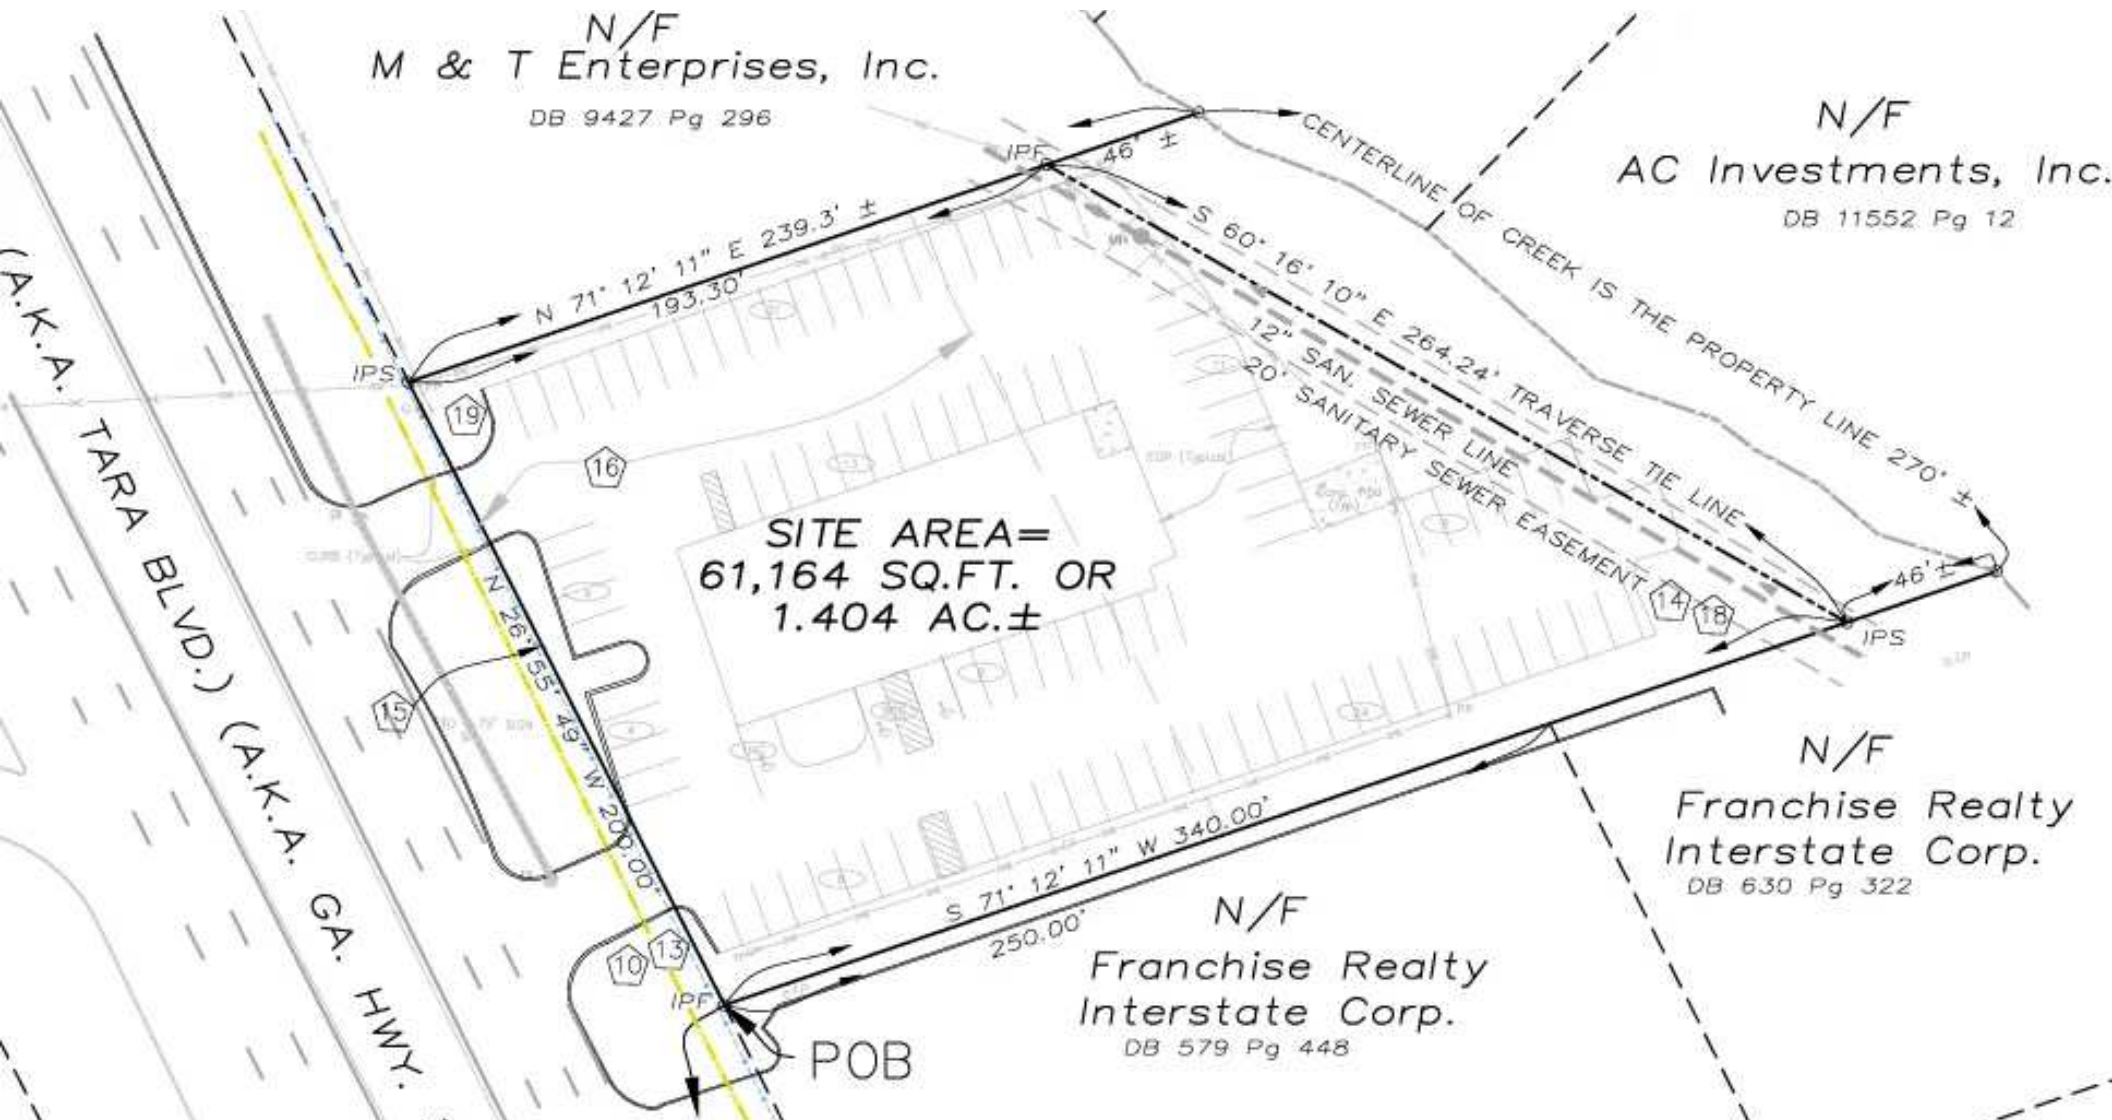 N/F
M & T Enterprises, Inc.
DB 9427 Pg 296
N/F
AC Investments, Inc.
DB 11552 Pg 12
IPF
46' ±
CENTERLINE OF CREEK IS THE PROPERTY LINE 270' ±
N 71° 12' 11" E 239.3' ±
193.30'
S 60° 16' 10" E 264.24' TRAVERSE TIE LINE
12" SAN. SEWER LINE
20' SANITARY SEWER EASEMENT
IPS
19
16
(A.K.A. TARA BLVD.) (A.K.A. GA. HWY.
SITE AREA=
61,164 SQ.FT. OR
1.404 AC.±
14
18
46'±
IPS
N 26° 55' 49" W 200.00'
15
S 71° 12' 11" W 340.00'
250.00'
N/F
Franchise Realty
Interstate Corp.
DB 630 Pg 322
N/F
Franchise Realty
Interstate Corp.
DB 579 Pg 448
10
13
IPF
POB